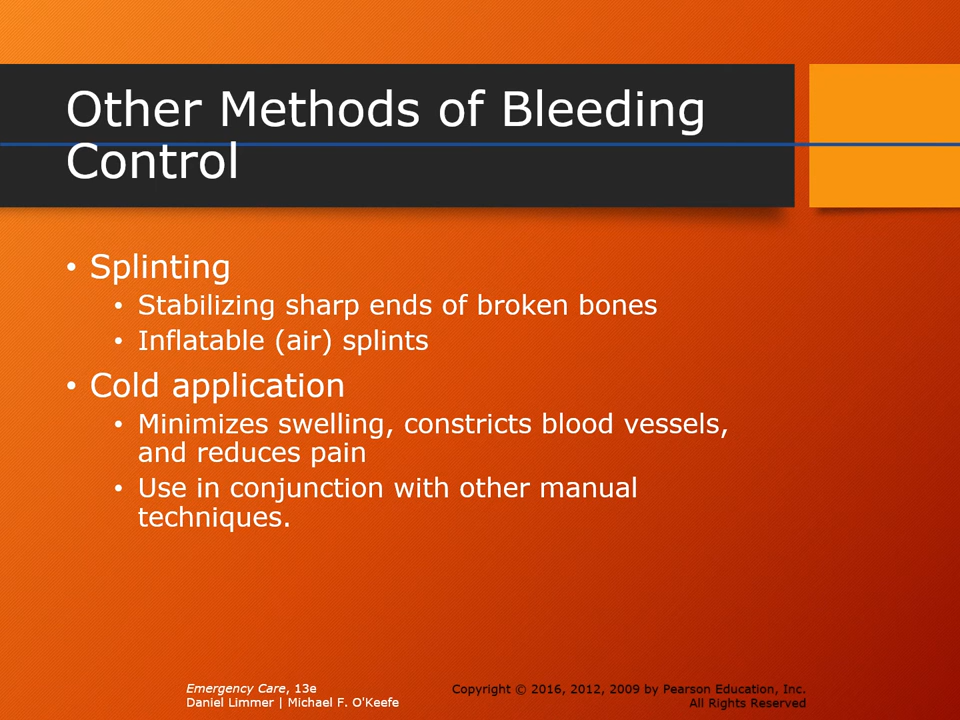 Other Methods of Bleeding
Control
• Splinting
• Stabilizing sharp ends of broken bones
• Inflatable (air) splints
• Cold application
• Minimizes swelling, constricts blood vessels,
and reduces pain
• Use in conjunction with other manual
techniques.
Emergency Care, 13e
Daniel Limmer | Michael F. O'Keefe
Copyright © 2016, 2012, 2009 by Pearson Education, Inc.
All Rights Reserved